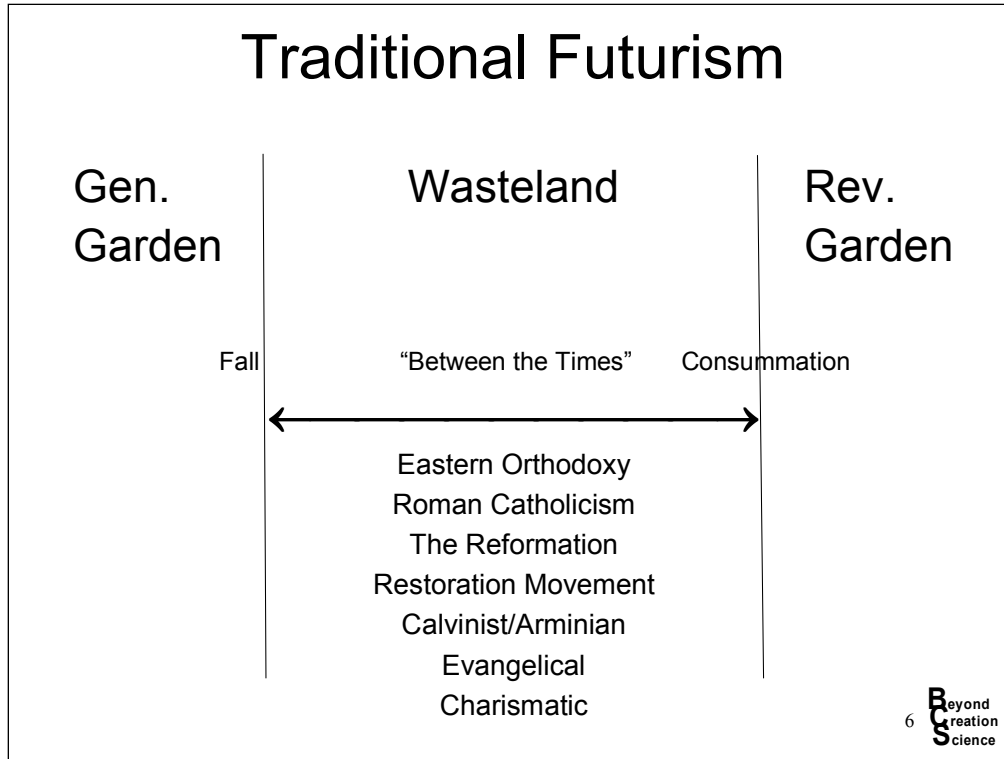 Traditional Futurism
Gen.
Garden
Wasteland
Rev.
Garden
Fall
“Between the Times”
Consummation
Eastern Orthodoxy
Roman Catholicism
The Reformation
Restoration Movement
Calvinist/Arminian
Evangelical
Charismatic
6
Beyond
Creation
Science